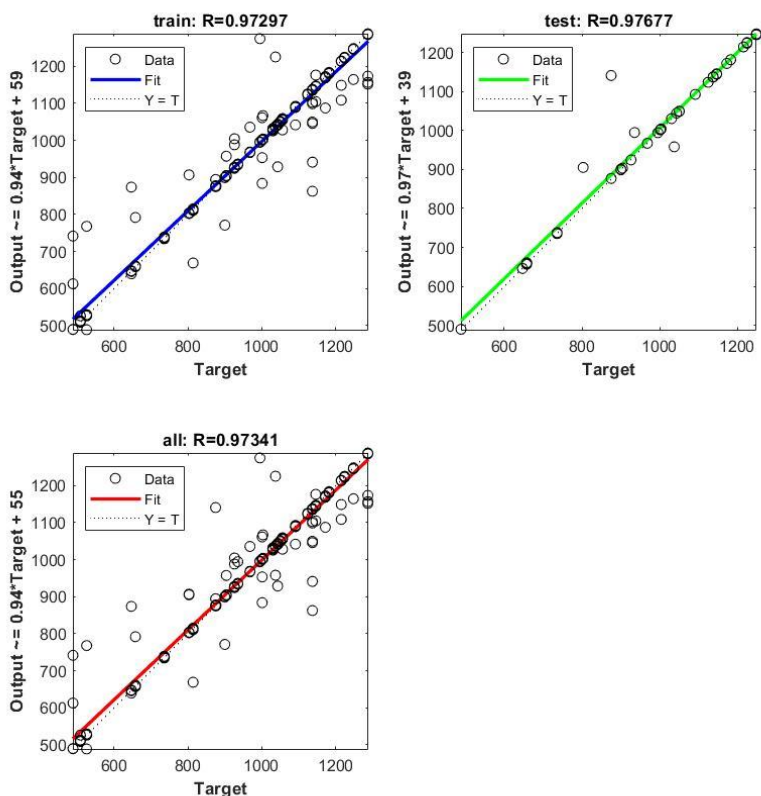 train: R=0.97297
Output ~= 0.94*Target + 59
Data
Fit
Y = T
1200
1100
1000
900
800
700
600
500
600 800 1000 1200
Target
test: R=0.97677
Output ~= 0.97*Target + 39
Data
Fit
Y = T
1200
1100
1000
900
800
700
600
500
600 800 1000 1200
Target
all: R=0.97341
Output ~= 0.94*Target + 55
Data
Fit
Y = T
1200
1100
1000
900
800
700
600
500
600 800 1000 1200
Target